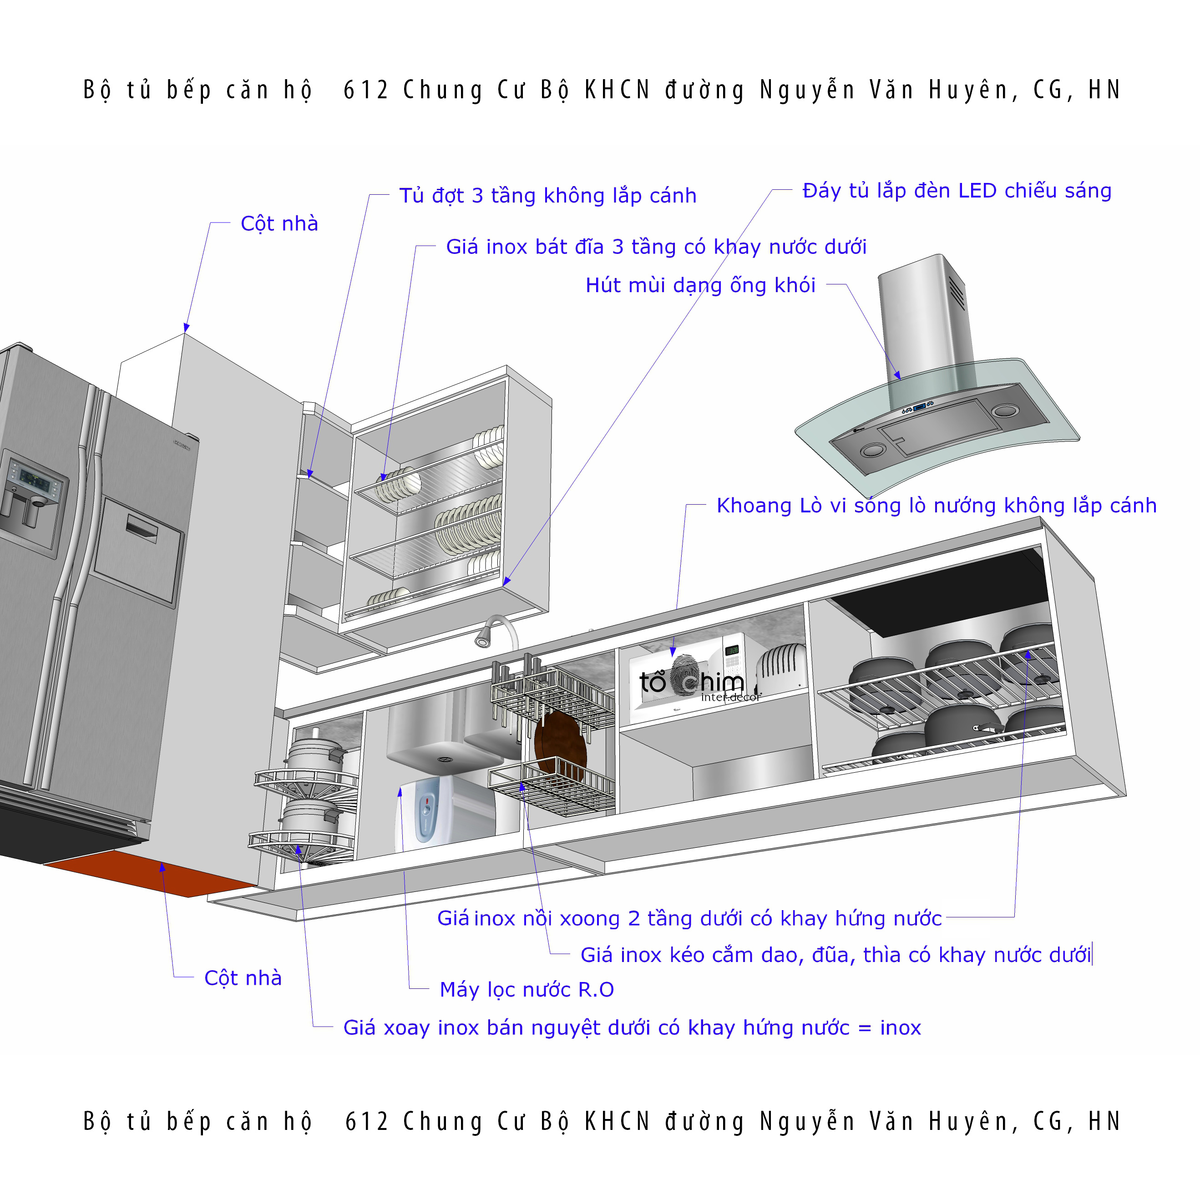 Bộ tủ bếp căn hộ 612 Chung Cư Bộ KHCN đường Nguyễn Văn Huyên, CG, HN
Đáy tủ lắp đèn LED chiếu sáng
Tủ đợt 3 tầng không lắp cánh
Cột nhà
Giá inox bát đĩa 3 tầng có khay nước dưới
Hút mùi dạng ống khói
Khoang Lò vi sóng lò nướng không lắp cánh
tổ chim
inter.decor
Giá inox nồi xoong 2 tầng dưới có khay hứng nước
Giá inox kéo cắm dao, đũa, thìa có khay nước dưới
Cột nhà
Máy lọc nước R.O
Giá xoay inox bán nguyệt dưới có khay hứng nước = inox
Bộ tủ bếp căn hộ 612 Chung Cư Bộ KHCN đường Nguyễn Văn Huyên, CG, HN